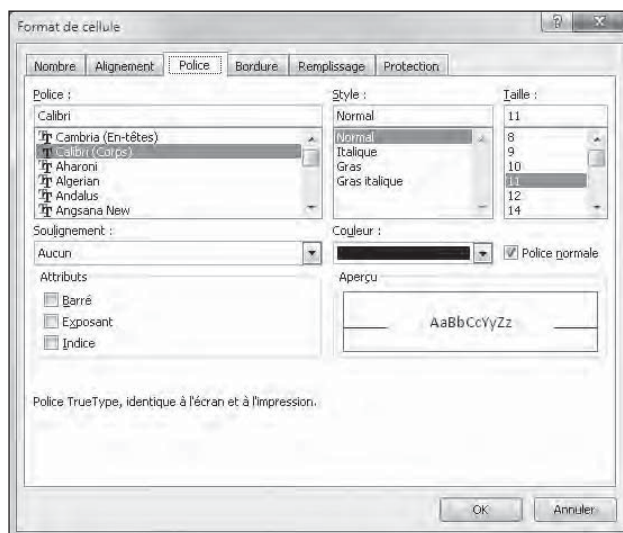 Format de cellule
Nombre Alignement Police Bordure Remplissage Protection
Police : Style : Taille :
Calibri Normal 11
Cambria (En-têtes) Normal 8
Calibri (Corps) Italique 9
Aharoni Gras 10
Algerian Gras italique 11
Andalus 12
Angsana New 14
Soulignement : Couleur :
Aucun Police normale
Attributs Aperçu
Barré
Exposant AaBbCcYyZz
Indice
Police TrueType, identique à l'écran et à l'impression.
OK Annuler